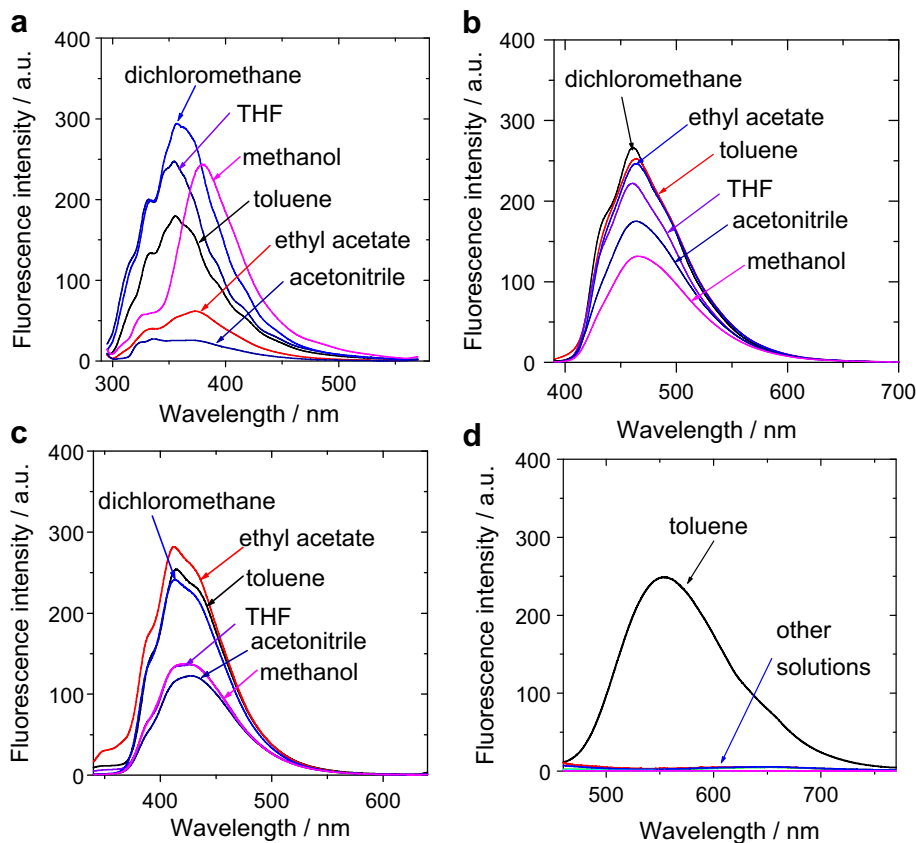 a
Fluorescence intensity / a.u.
400
300
200
100
0
dichloromethane
THF
methanol
toluene
ethyl acetate
acetonitrile
300
400
500
Wavelength / nm
b
Fluorescence intensity / a.u.
400
300
200
100
0
dichloromethane
ethyl acetate
toluene
THF
acetonitrile
methanol
400
500
600
700
Wavelength / nm
c
Fluorescence intensity / a.u.
400
300
200
100
0
dichloromethane
ethyl acetate
toluene
THF
acetonitrile
methanol
400
500
600
Wavelength / nm
d
Fluorescence intensity / a.u.
400
300
200
100
0
toluene
other
solutions
500
600
700
Wavelength / nm